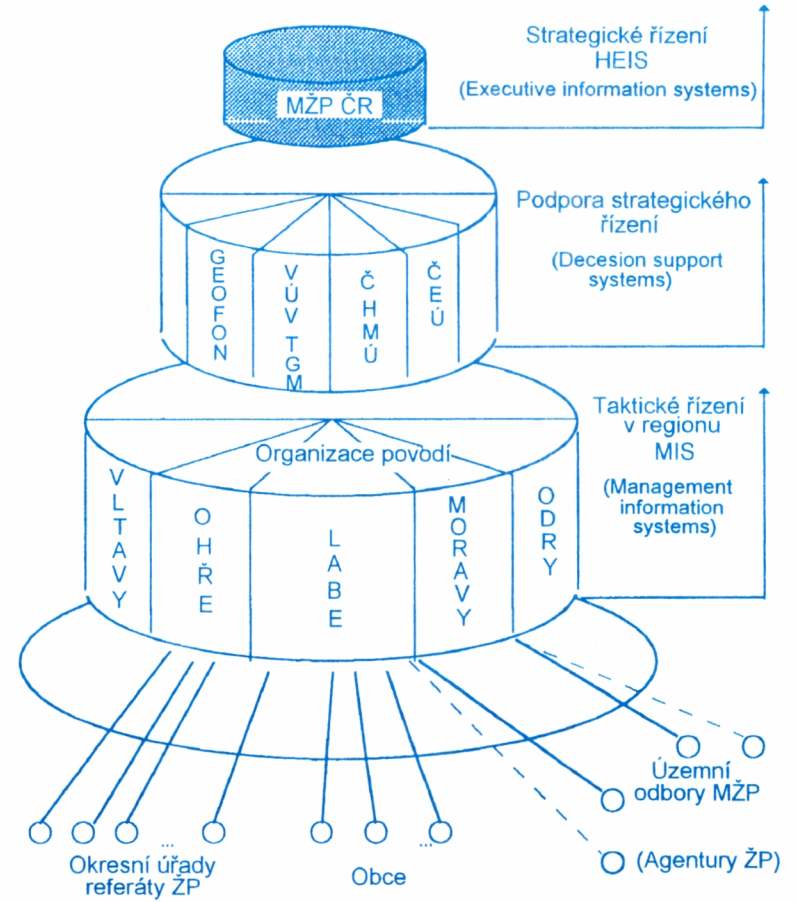 Strategické řízení
HEIS
(Executive information systems)
MŽP ČR
Podpora strategického
řízení
(Decesion support
systems)
GEOFON
VÚV TGM
ČHMÚ
ČEÚ
Taktické řízení
v regionu
MIS
(Management
information
systems)
Organizace povodí
VLTAVY
OHŘE
LABE
MORAVY
ODRY
Územní
odbory MŽP
...
...
Okresní úřady
referáty ŽP
Obce
(Agentury ŽP)